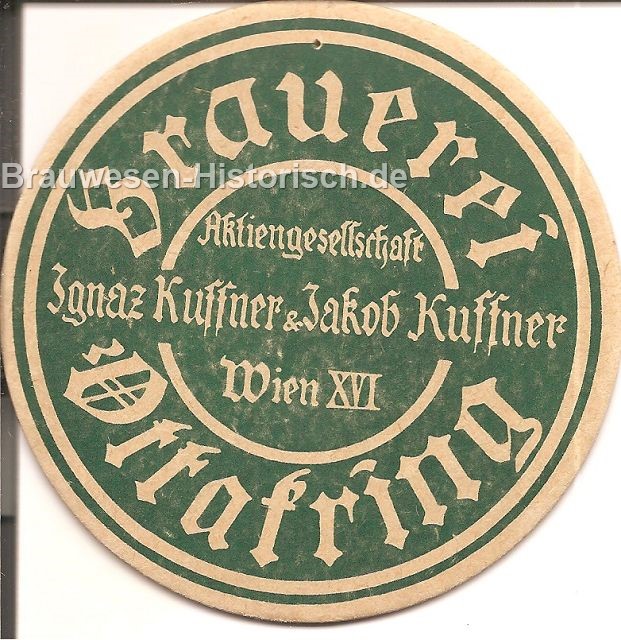 Brauerei
Aktiengesellschaft
Ignaz Kuffner & Jakob Kuffner
Wien XVI
Ottakring
Brauwesen-Historisch.de